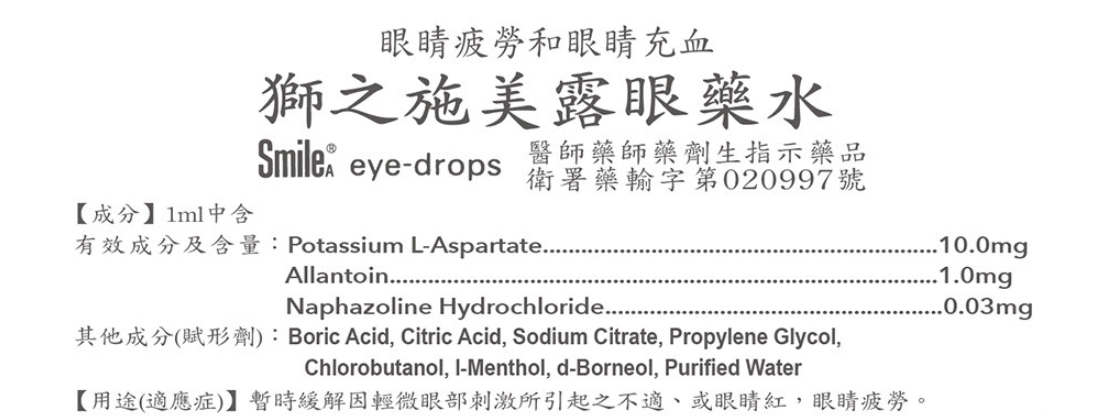 眼睛疲勞和眼睛充血
獅之施美露眼藥水
Smile®A eye-drops 醫師藥師藥劑生指示藥品
衛署藥輸字第020997號
【成分】1ml中含
有效成分及含量：Potassium L-Aspartate..........10.0mg
Allantoin..........1.0mg
Naphazoline Hydrochloride..........0.03mg
其他成分(賦形劑)：Boric Acid, Citric Acid, Sodium Citrate, Propylene Glycol,
Chlorobutanol, l-Menthol, d-Borneol, Purified Water
【用途(適應症)】暫時緩解因輕微眼部刺激所引起之不適、或眼睛紅，眼睛疲勞。